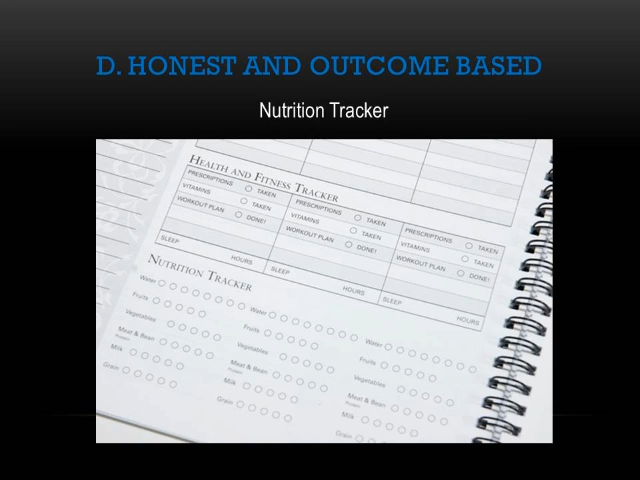 D. HONEST AND OUTCOME BASED
Nutrition Tracker
HEALTH AND FITNESS TRACKER
PRESCRIPTIONS TAKEN
VITAMINS TAKEN
WORKOUT PLAN DONE!
SLEEP HOURS
PRESCRIPTIONS TAKEN
VITAMINS TAKEN
WORKOUT PLAN DONE!
SLEEP HOURS
PRESCRIPTIONS TAKEN
VITAMINS TAKEN
WORKOUT PLAN DONE!
SLEEP HOURS
NUTRITION TRACKER
Water
Fruits
Vegetables
Meat & Bean
Protein
Milk
Grain
Water
Fruits
Vegetables
Meat & Bean
Protein
Milk
Grain
Water
Fruits
Vegetables
Meat & Bean
Protein
Milk
Grain